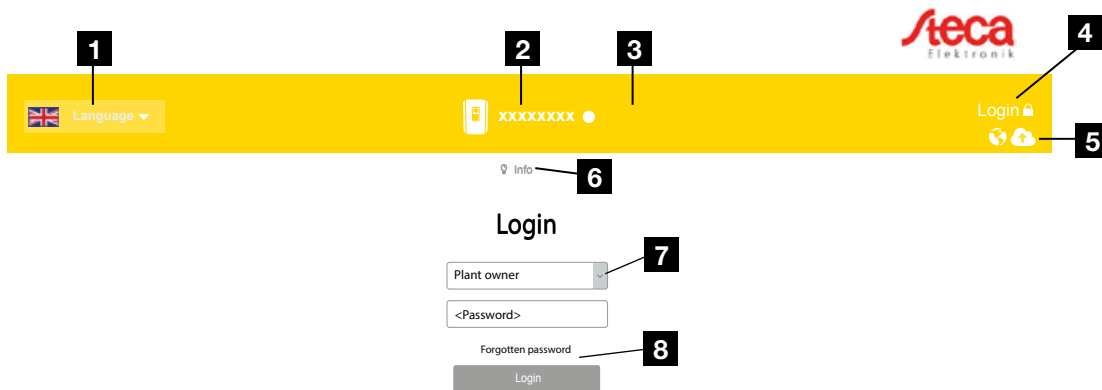 Steca
Elektronik
1
2
3
4
Language
xxxxxxxx
Login
5
Info
6
Login
Plant owner
7
<Password>
Forgotten password
8
Login